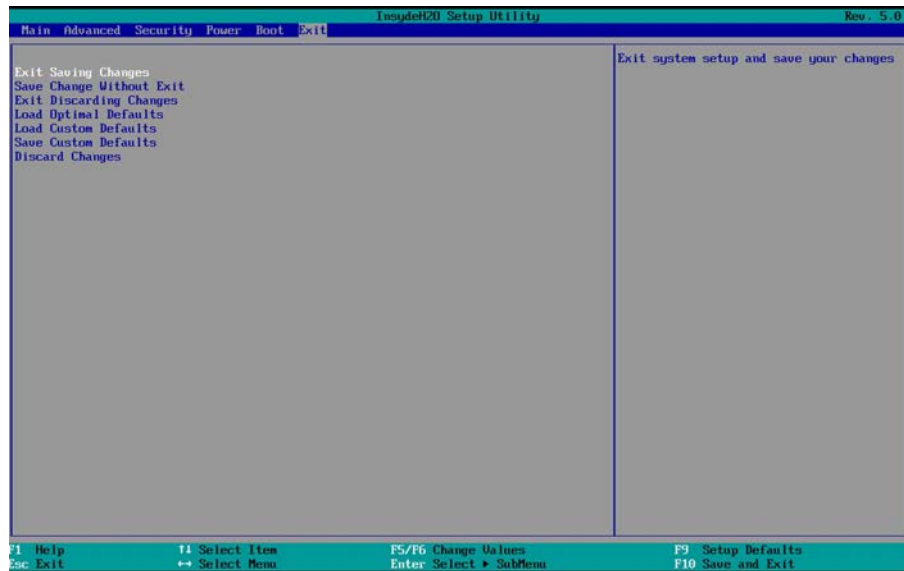 InsydeH2O Setup Utility Rev. 5.0
Main Advanced Security Power Boot Exit
Exit Saving Changes
Save Change Without Exit
Exit Discarding Changes
Load Optimal Defaults
Load Custom Defaults
Save Custom Defaults
Discard Changes
Exit system setup and save your changes
F1 Help ↑↓ Select Item F5/F6 Change Values F9 Setup Defaults
Esc Exit ↔ Select Menu Enter Select ▶ SubMenu F10 Save and Exit